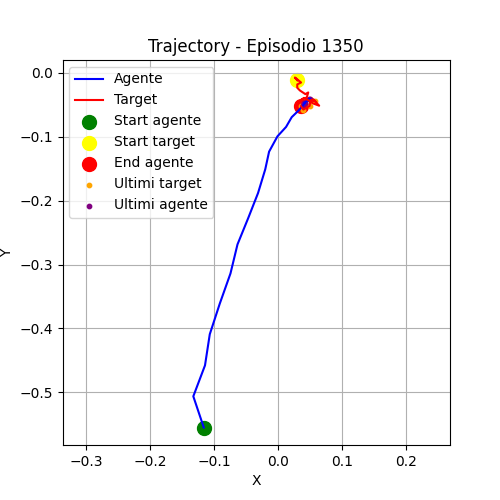 Trajectory - Episodio 1350
Agente
Target
Start agente
Start target
End agente
Ultimi target
Ultimi agente
0.0
−0.1
−0.2
−0.3
−0.4
−0.5
Y
−0.3
−0.2
−0.1
0.0
0.1
0.2
X